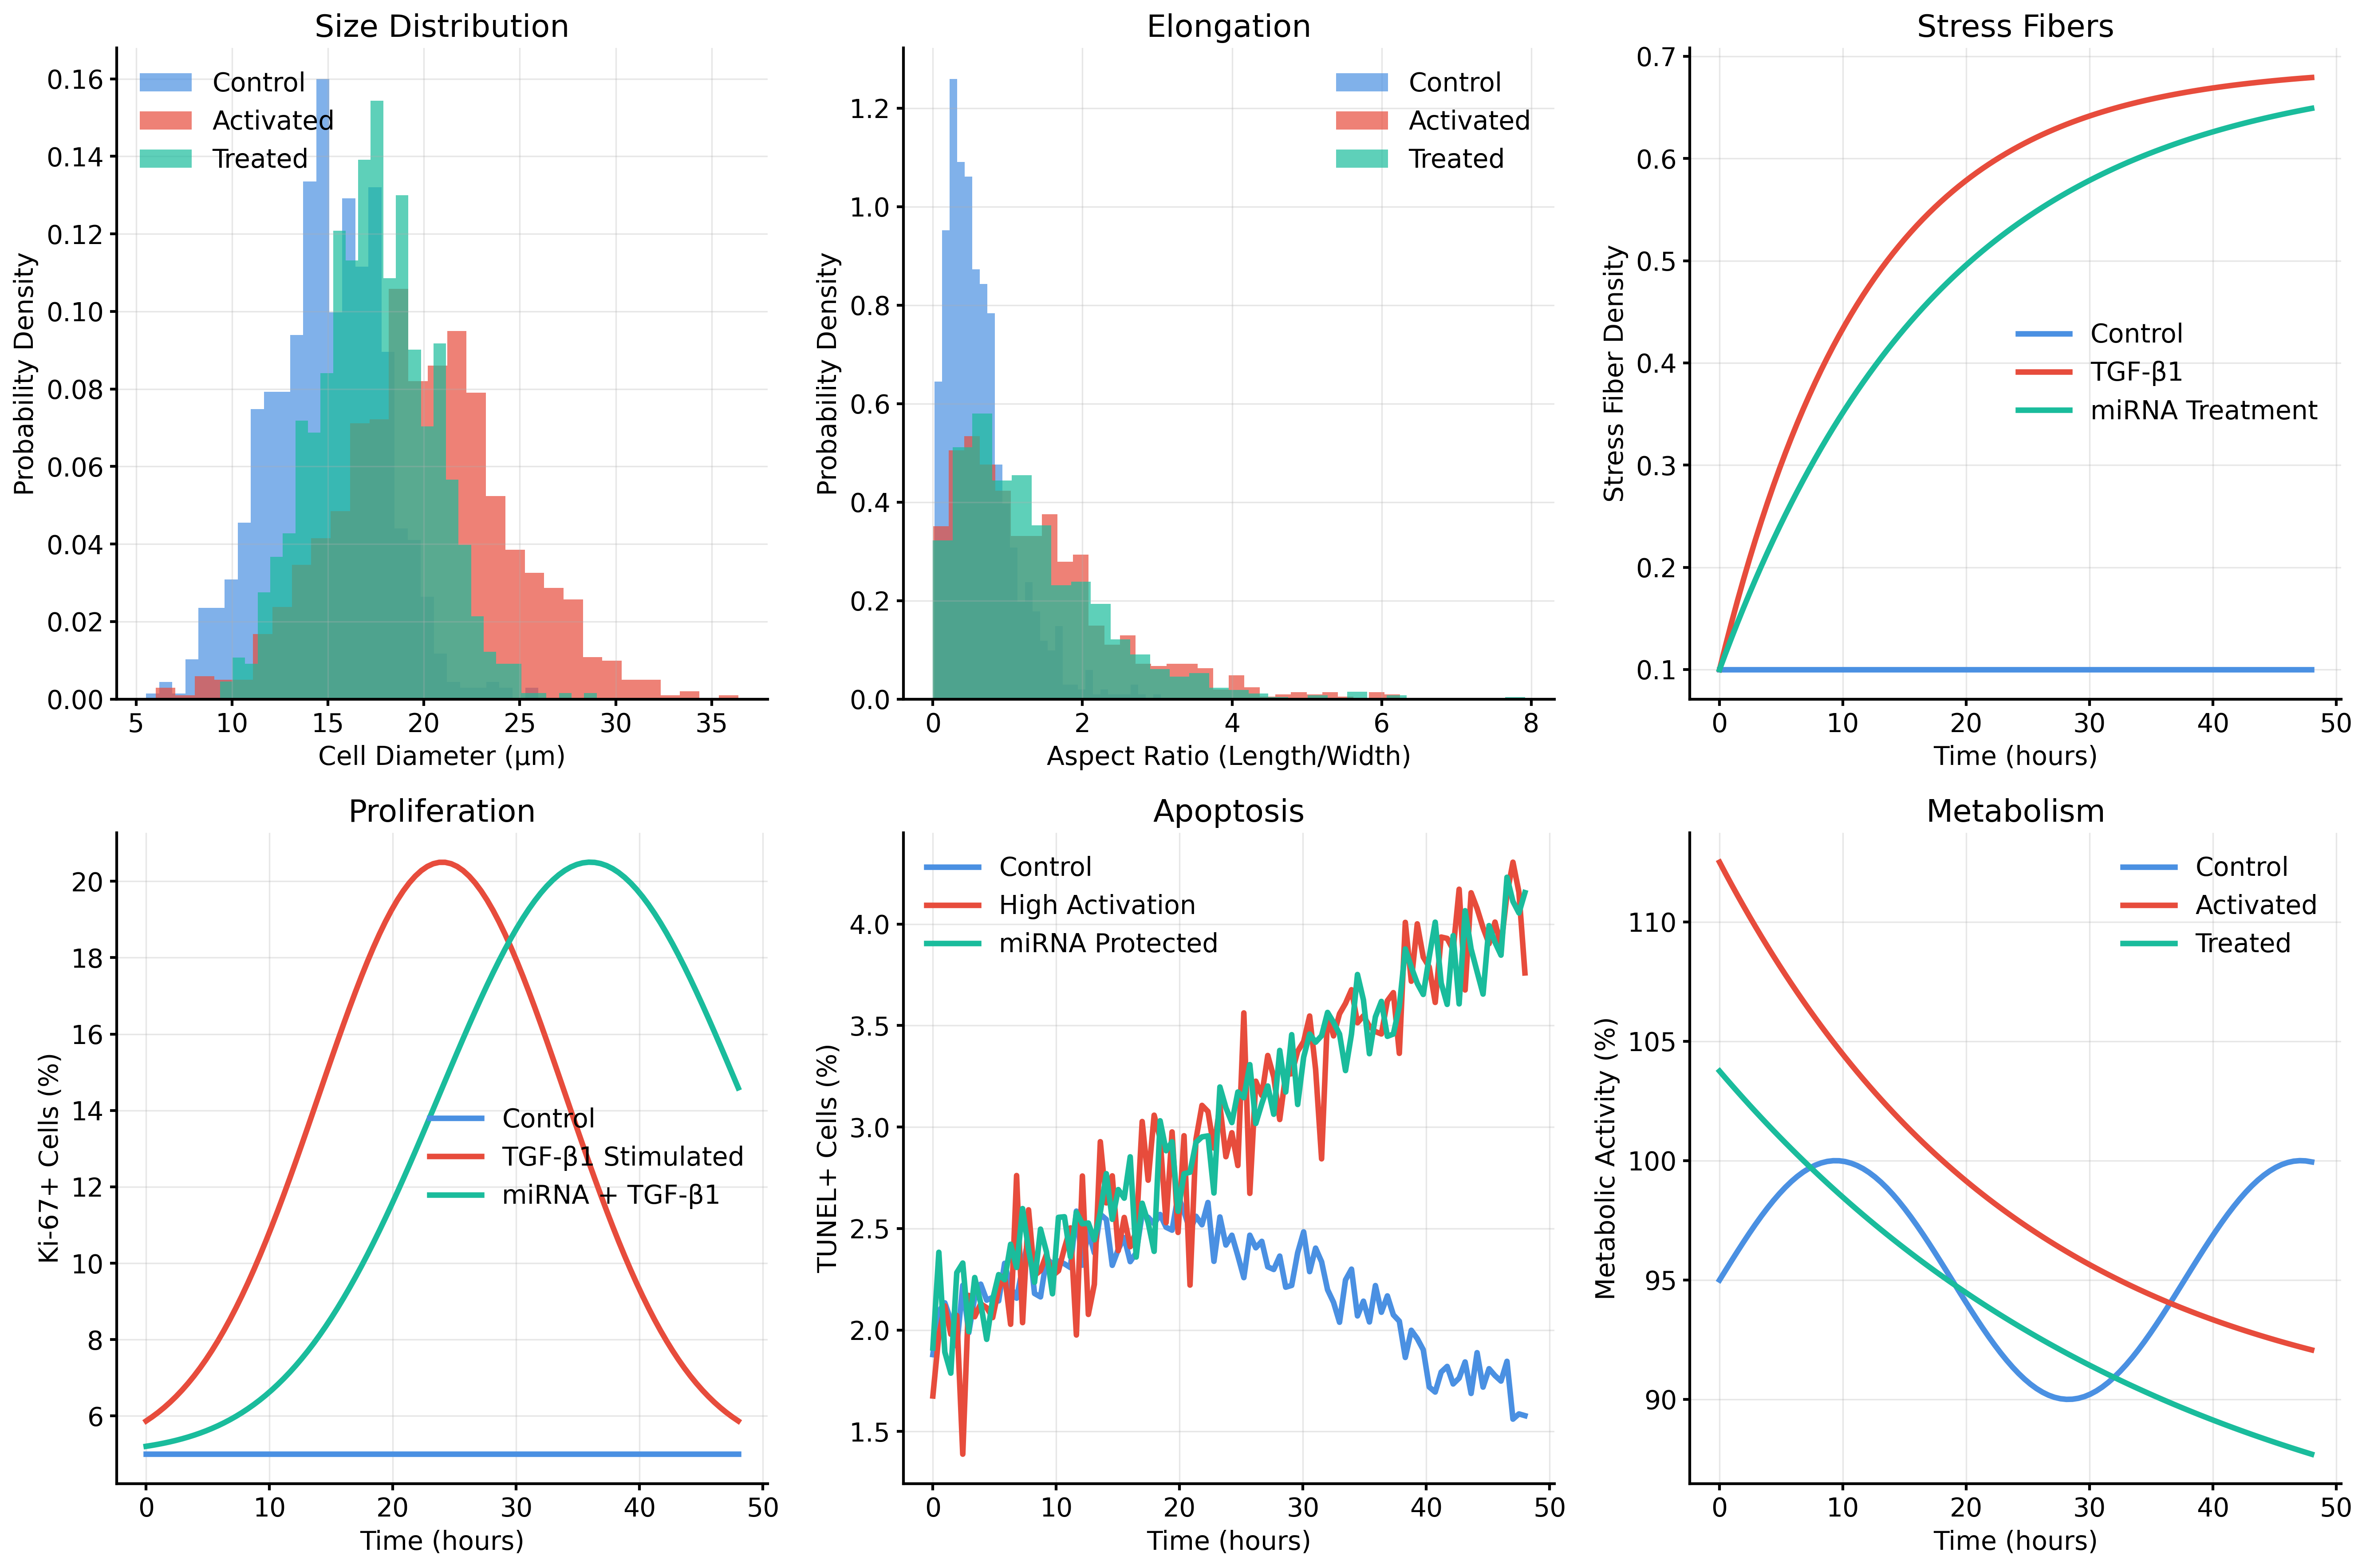 Size Distribution
Probability Density
0.16
0.14
0.12
0.10
0.08
0.06
0.04
0.02
0.00
Control
Activated
Treated
5 10 15 20 25 30 35
Cell Diameter (μm)
Elongation
Probability Density
1.2
1.0
0.8
0.6
0.4
0.2
0.0
Control
Activated
Treated
0 2 4 6 8
Aspect Ratio (Length/Width)
Stress Fibers
Stress Fiber Density
0.7
0.6
0.5
0.4
0.3
0.2
0.1
Control
TGF-β1
miRNA Treatment
0 10 20 30 40 50
Time (hours)
Proliferation
Ki-67+ Cells (%)
20
18
16
14
12
10
8
6
Control
TGF-β1 Stimulated
miRNA + TGF-β1
0 10 20 30 40 50
Time (hours)
Apoptosis
TUNEL+ Cells (%)
4.0
3.5
3.0
2.5
2.0
1.5
Control
High Activation
miRNA Protected
0 10 20 30 40 50
Time (hours)
Metabolism
Metabolic Activity (%)
110
105
100
95
90
Control
Activated
Treated
0 10 20 30 40 50
Time (hours)